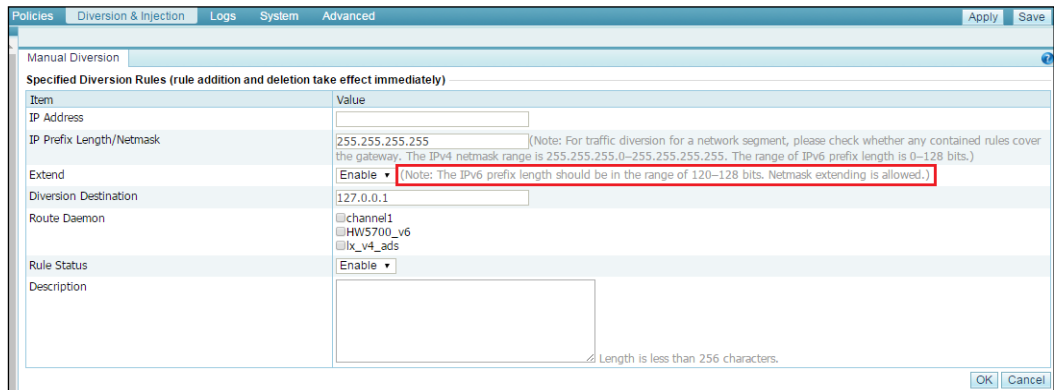 Policies Diversion & Injection Logs System Advanced Apply Save
Manual Diversion
Specified Diversion Rules (rule addition and deletion take effect immediately)
Item Value
IP Address
IP Prefix Length/Netmask 255.255.255.255 (Note: For traffic diversion for a network segment, please check whether any contained rules cover
the gateway. The IPv4 netmask range is 255.255.255.0–255.255.255.255. The range of IPv6 prefix length is 0–128 bits.)
Extend Enable (Note: The IPv6 prefix length should be in the range of 120–128 bits. Netmask extending is allowed.)
Diversion Destination 127.0.0.1
Route Daemon channel1
HW5700_v6
lx_v4_ads
Rule Status Enable
Description
Length is less than 256 characters.
OK Cancel